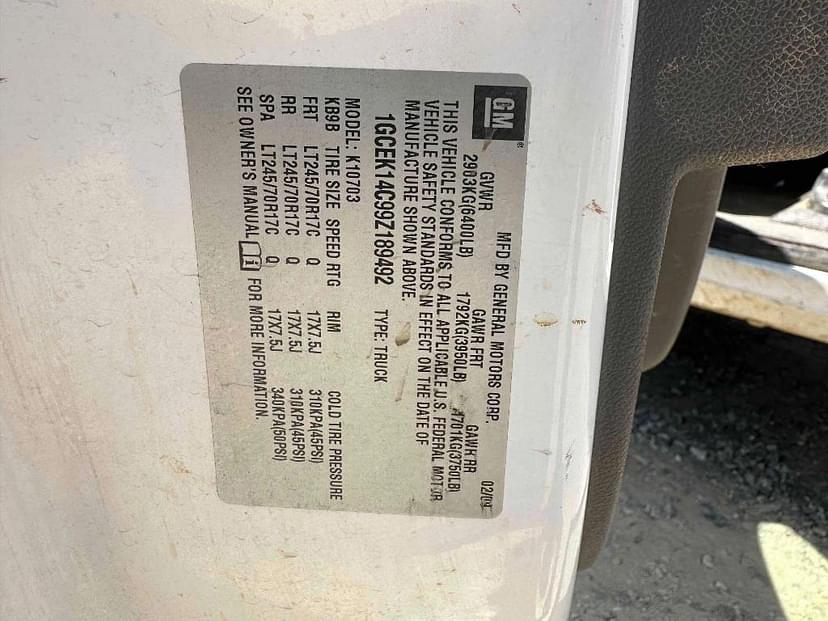 GM®
MFD BY GENERAL MOTORS CORP. 02/09
GVWR GAWR FRT GAWR RR
2903KG(6400LB) 1792KG(3950LB) 1701KG(3750LB)
THIS VEHICLE CONFORMS TO ALL APPLICABLE U.S. FEDERAL MOTOR
VEHICLE SAFETY STANDARDS IN EFFECT ON THE DATE OF
MANUFACTURE SHOWN ABOVE.
1GCEK14C99Z189492 TYPE: TRUCK
MODEL: K10703
KB9B TIRE SIZE SPEED RTG RIM COLD TIRE PRESSURE
FRT LT245/70R17C Q 17X7.5J 310KPA(45PSI)
RR LT245/70R17C Q 17X7.5J 310KPA(45PSI)
SPA LT245/70R17C Q 17X7.5J 340KPA(50PSI)
SEE OWNER'S MANUAL FOR MORE INFORMATION.